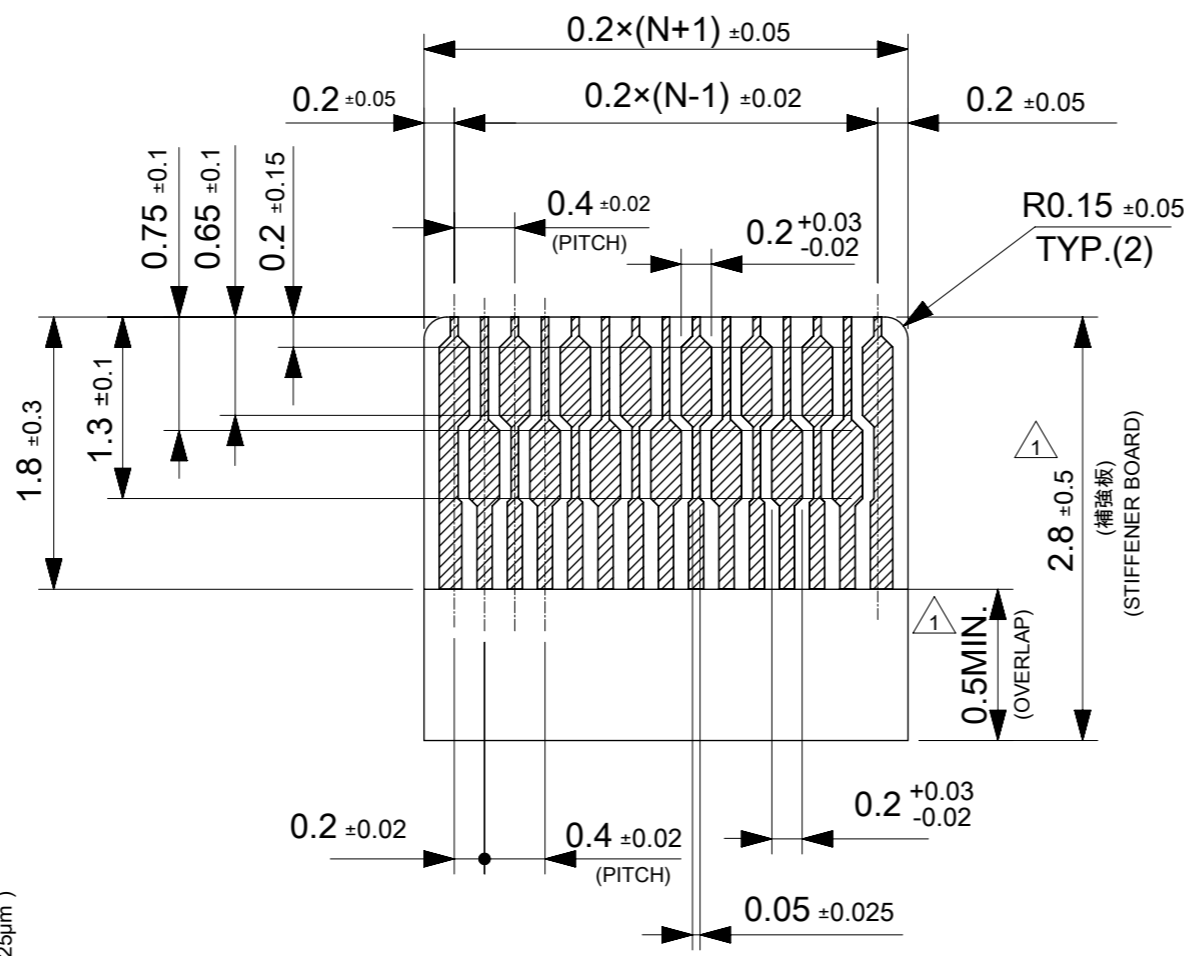 0.2×(N+1) ±0.05
0.2 ±0.05
0.2×(N-1) ±0.02
0.2 ±0.05
0.75 ±0.1
0.65 ±0.1
0.2 ±0.15
0.4 ±0.02
(PITCH)
0.2 +0.03 -0.02
R0.15 ±0.05
TYP.(2)
1.8 ±0.3
1.3 ±0.1
1
2.8 ±0.5
(補強板)
(STIFFENER BOARD)
1
0.5MIN.
(OVERLAP)
0.2 ±0.02
0.4 ±0.02
(PITCH)
0.2 +0.03 -0.02
0.05 ±0.025
25μm )